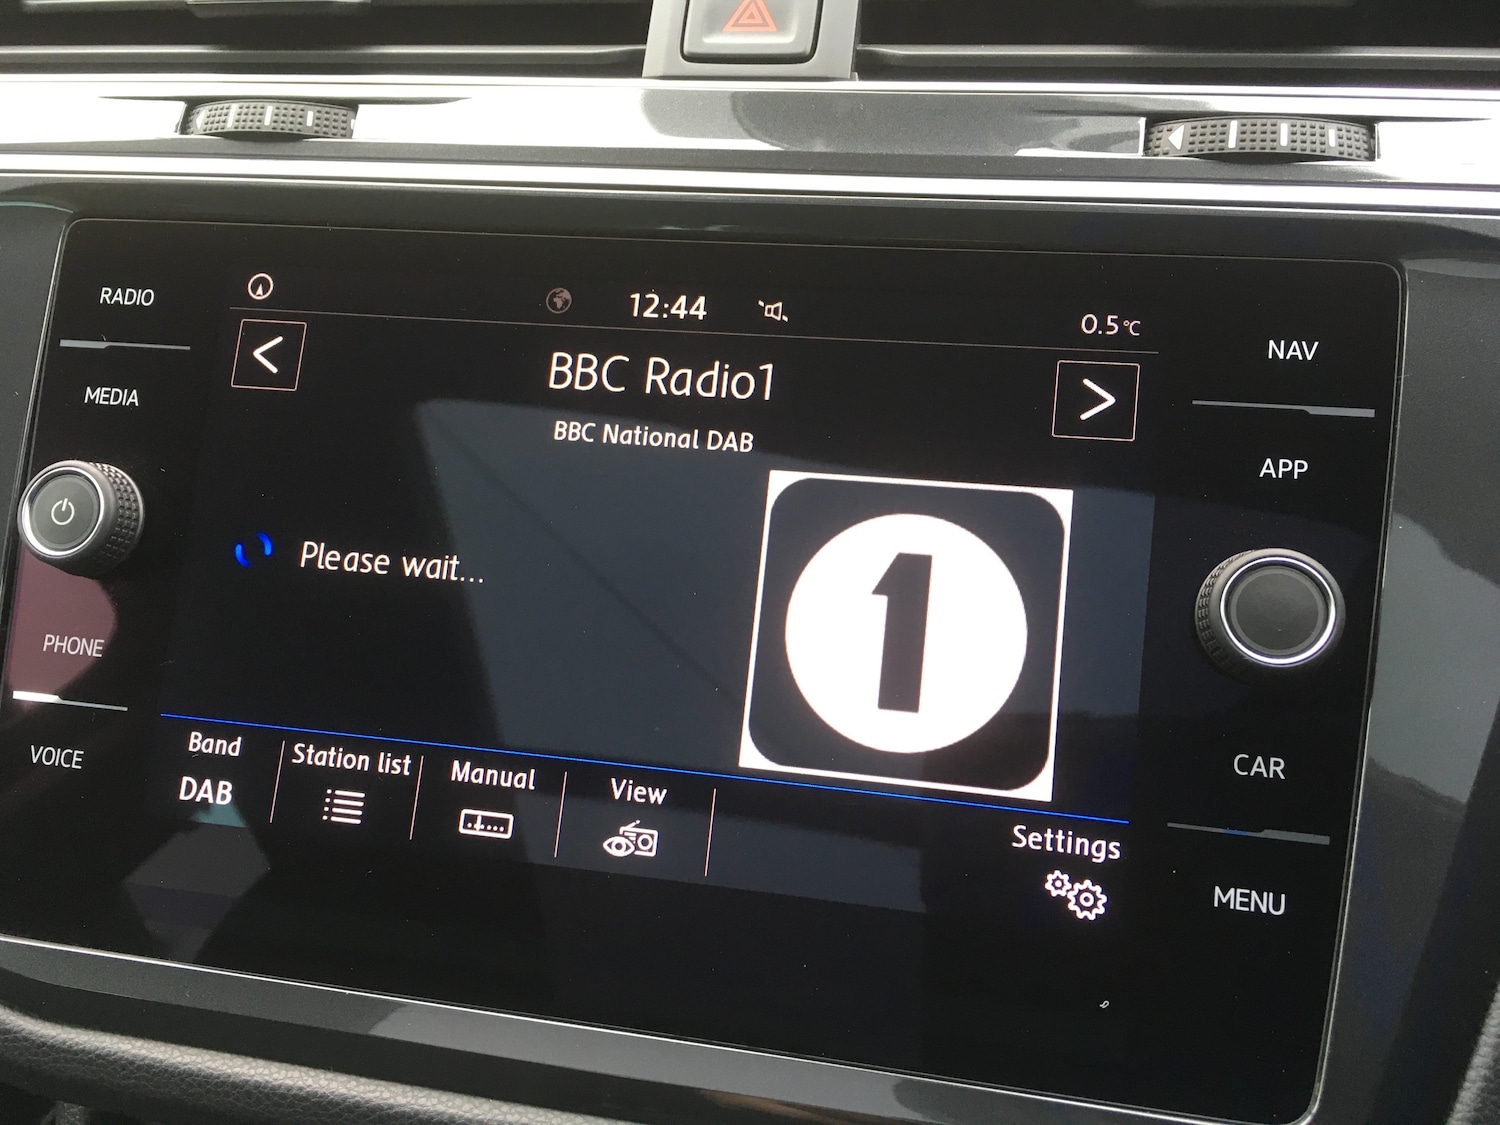 RADIO
MEDIA
PHONE
VOICE
12:44
0.5°C
<
BBC Radio1
>
BBC National DAB
Please wait...
1
Band
DAB
Station list
Manual
View
Settings
NAV
APP
CAR
MENU